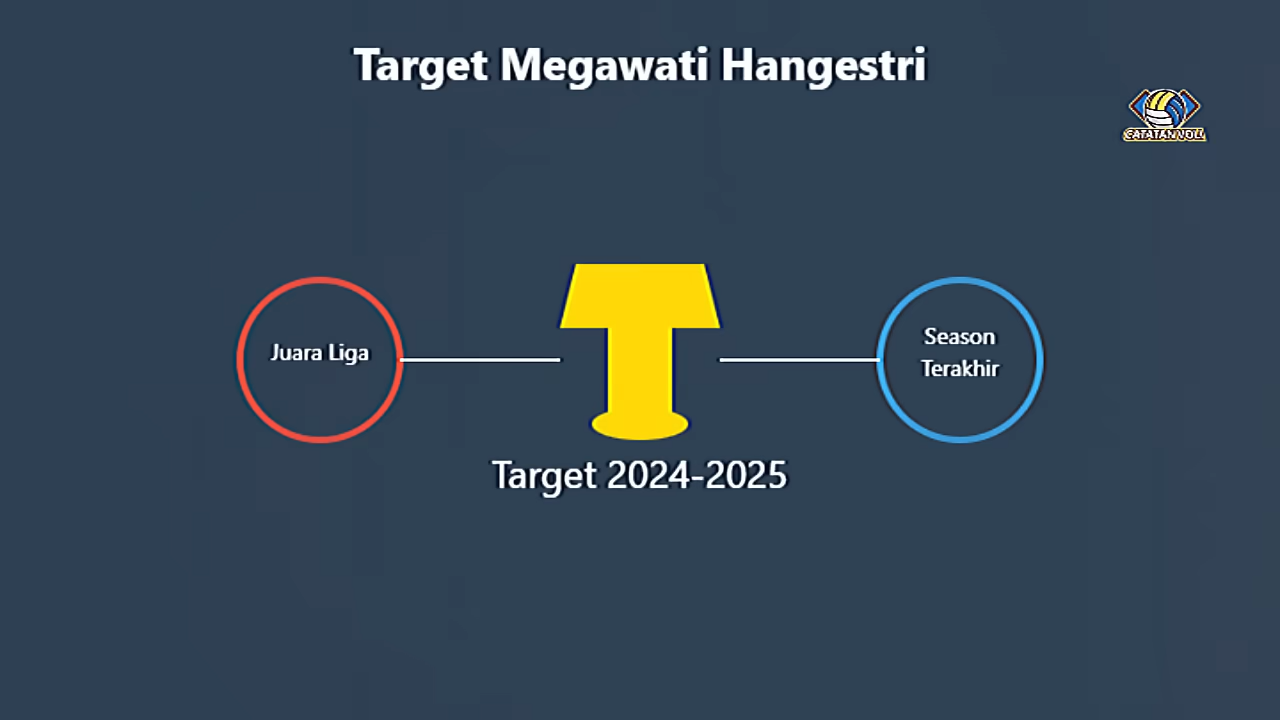 Target Megawati Hangestri
CATATAN VOLI
Juara Liga
Season
Terakhir
Target 2024-2025